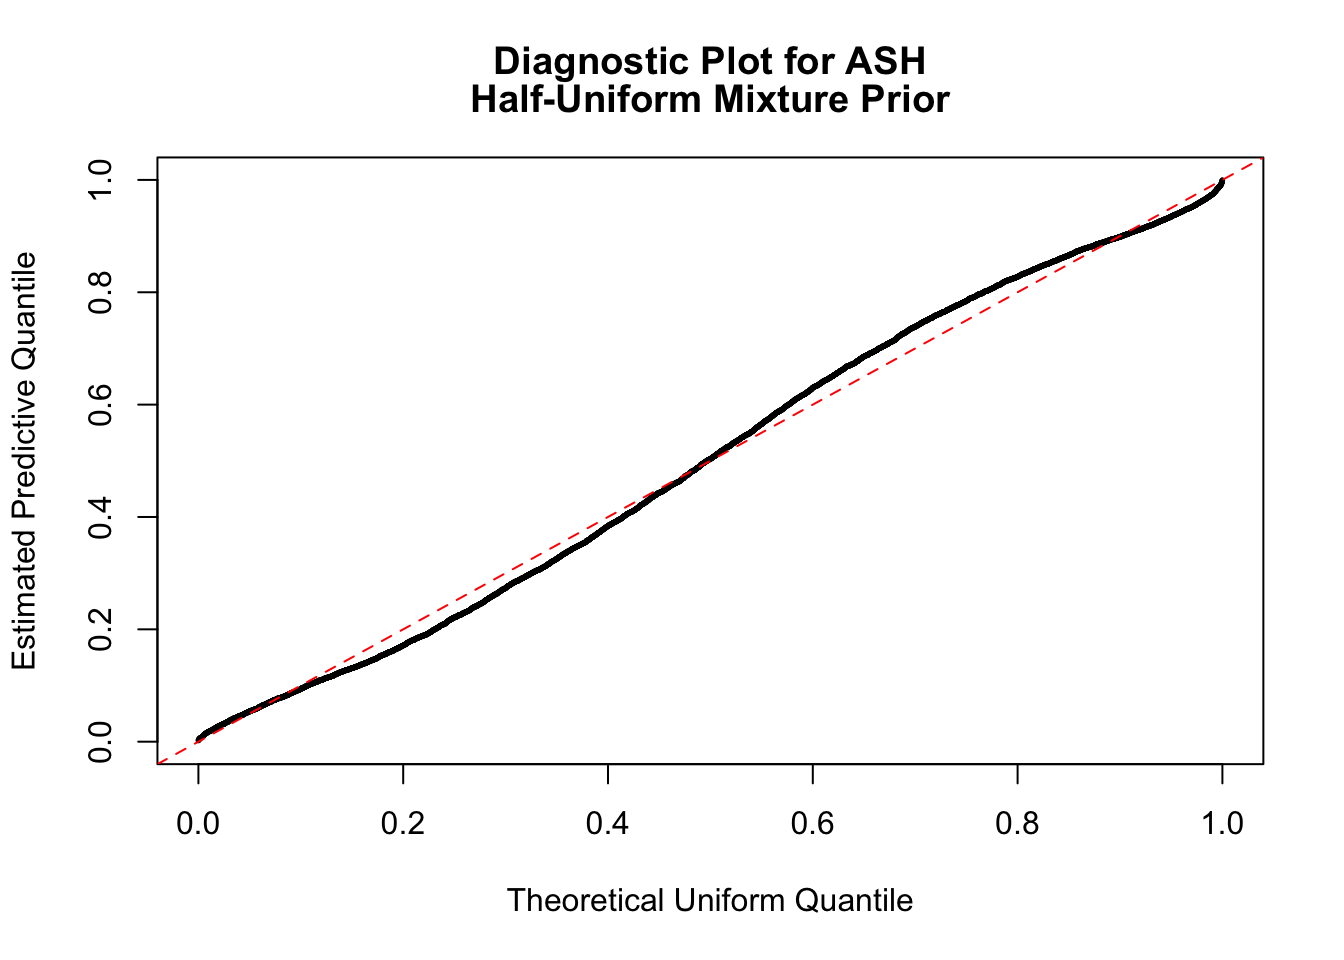 Diagnostic Plot for ASH
Half-Uniform Mixture Prior
Estimated Predictive Quantile
1.0
0.8
0.6
0.4
0.2
0.0
0.0 0.2 0.4 0.6 0.8 1.0
Theoretical Uniform Quantile